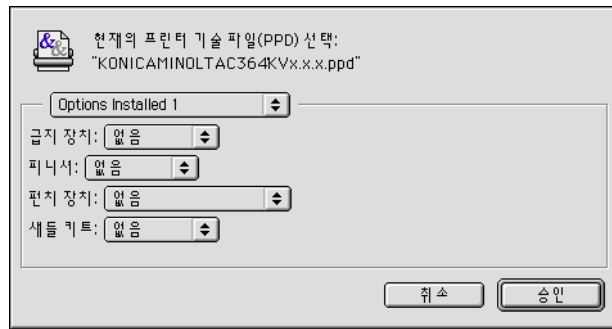 현재의 프린터 기술 파일(PPD) 선택:
"KONICAMINOLTAC364KVx.x.x.ppd"
Options Installed 1
급지 장치: 없음
피니셔: 없음
펀치 장치: 없음
새들 키트: 없음
취소 승인